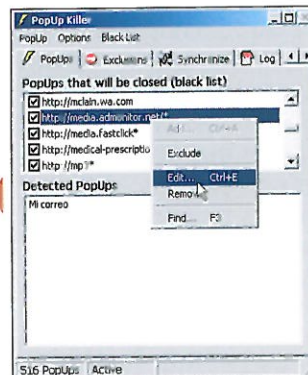 PopUp Killer
PopUp Options Black List
PopUps Exclusions Synchronize Log
PopUps that will be closed (black list)
http://mclain.wa.com
http://media.admonitor.net/*
http://media.fastclick*
http://medical-prescriptio
http://mp3*
Add... Ctrl+A
Exclude
Edit... Ctrl+E
Remove
Find... F3
Detected PopUps
Mi correo
516 PopUps Active